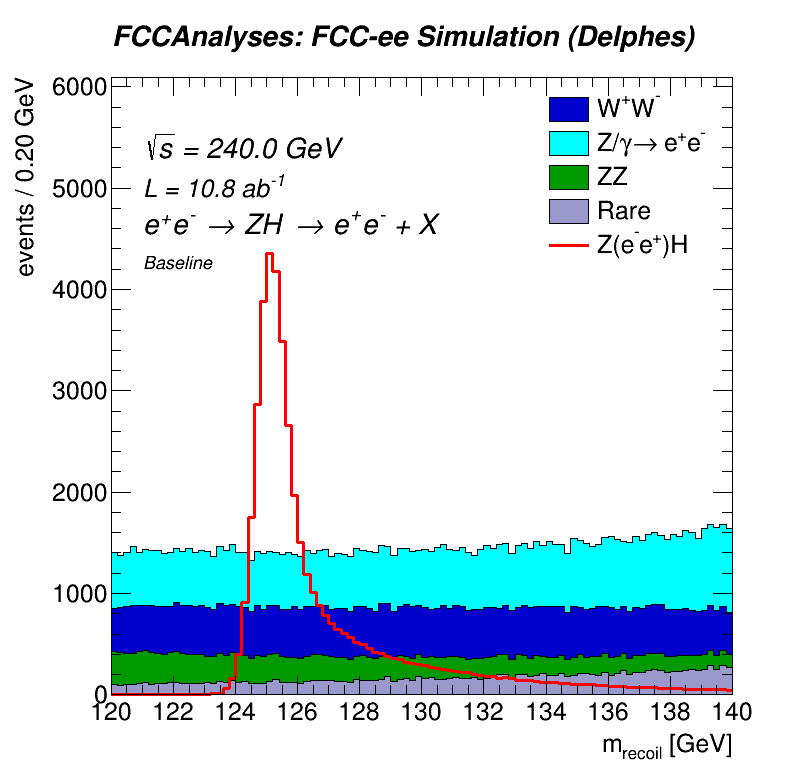 FCCAnalyses: FCC-ee Simulation (Delphes)
events / 0.20 GeV
6000
5000
4000
3000
2000
1000
0
√s = 240.0 GeV
L = 10.8 ab⁻¹
e⁺e⁻ → ZH → e⁺e⁻ + X
Baseline
W⁺W⁻
Z/γ→ e⁺e⁻
ZZ
Rare
Z(e⁻e⁺)H
120 122 124 126 128 130 132 134 136 138 140
m_recoil [GeV]